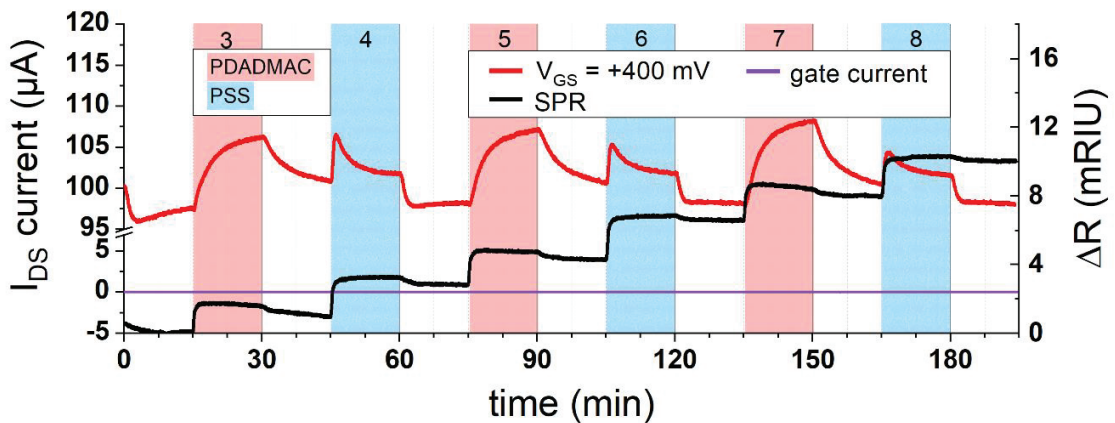 3 4 5 6 7 8
PDADMAC
PSS
V_GS = +400 mV
SPR
gate current
I_DS current (µA)
120
115
110
105
100
95
5
0
-5
ΔR (mRIU)
16
12
8
4
0
0 30 60 90 120 150 180
time (min)